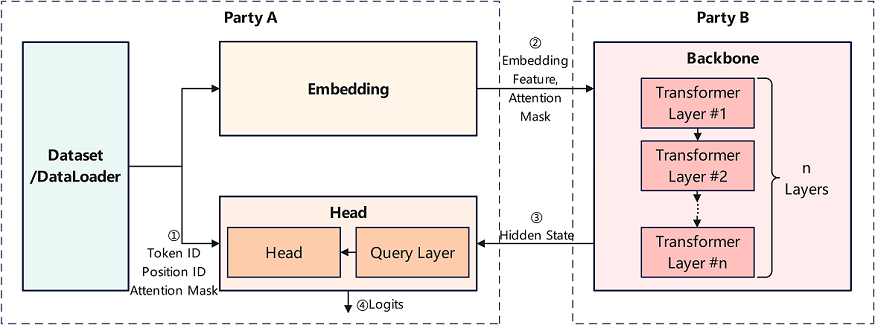 Party A
Party B
Dataset
/DataLoader
Embedding
②
Embedding
Feature,
Attention
Mask
Backbone
Transformer
Layer #1
Transformer
Layer #2
Transformer
Layer #n
n
Layers
①
Token ID
Position ID
Attention Mask
Head
Head
Query Layer
③
Hidden State
④Logits